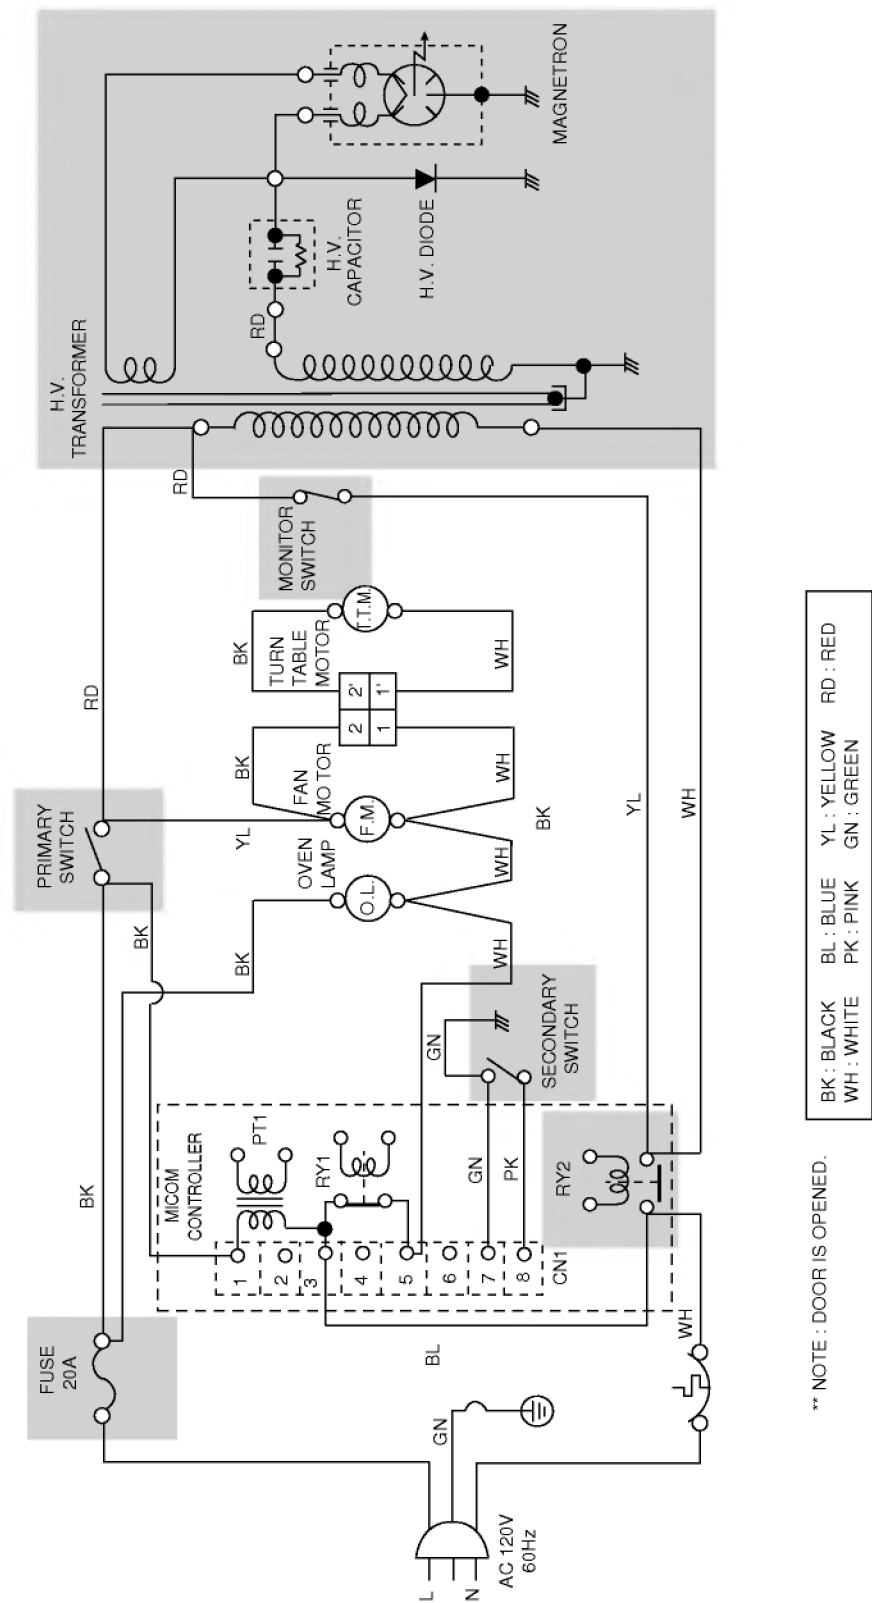 H.V.
TRANSFORMER
RD
H.V.
CAPACITOR
H.V. DIODE
MAGNETRON
RD
MONITOR
SWITCH
RD
BK
TURN
TABLE
MOTOR
T.T.M.
WH
2 2'
1 1'
PRIMARY
SWITCH
BK
FAN
MO TOR
F.M.
WH
YL
OVEN
LAMP
O.L.
WH
BK
YL
WH
BK
BK
WH
GN
SECONDARY
SWITCH
BK
MICOM
CONTROLLER
PT1
RY1
GN
PK
RY2
1
2
3
4
5
6
7
8
CN1
FUSE
20A
BL
WH
GN
L
N
AC 120V
60Hz
** NOTE : DOOR IS OPENED.
BK : BLACK BL : BLUE YL : YELLOW RD : RED
WH : WHITE PK : PINK GN : GREEN